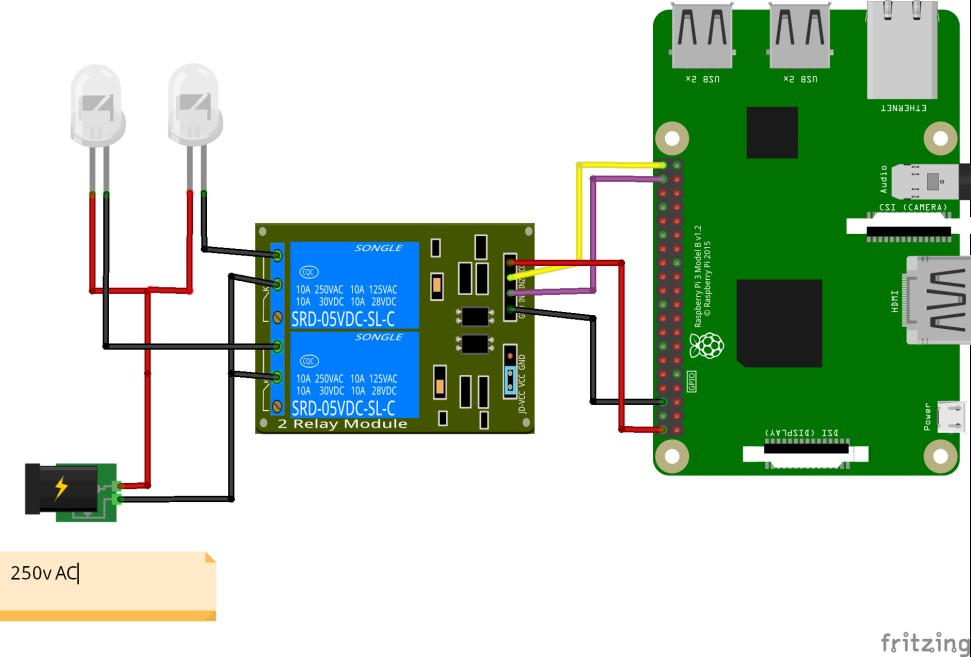 USB 2x
USB 2x
ETHERNET
Audio
CSI (CAMERA)
Raspberry Pi 3 Model B v1.2
© Raspberry Pi 2015
HDMI
GPIO
Power
DSI (DISPLAY)
SONGLE
CQC
10A 250VAC 10A 125VAC
10A 30VDC 10A 28VDC
SRD-05VDC-SL-C
SONGLE
CQC
10A 250VAC 10A 125VAC
10A 30VDC 10A 28VDC
SRD-05VDC-SL-C
2 Relay Module
JD-VCC VCC GND
250v AC
fritzing